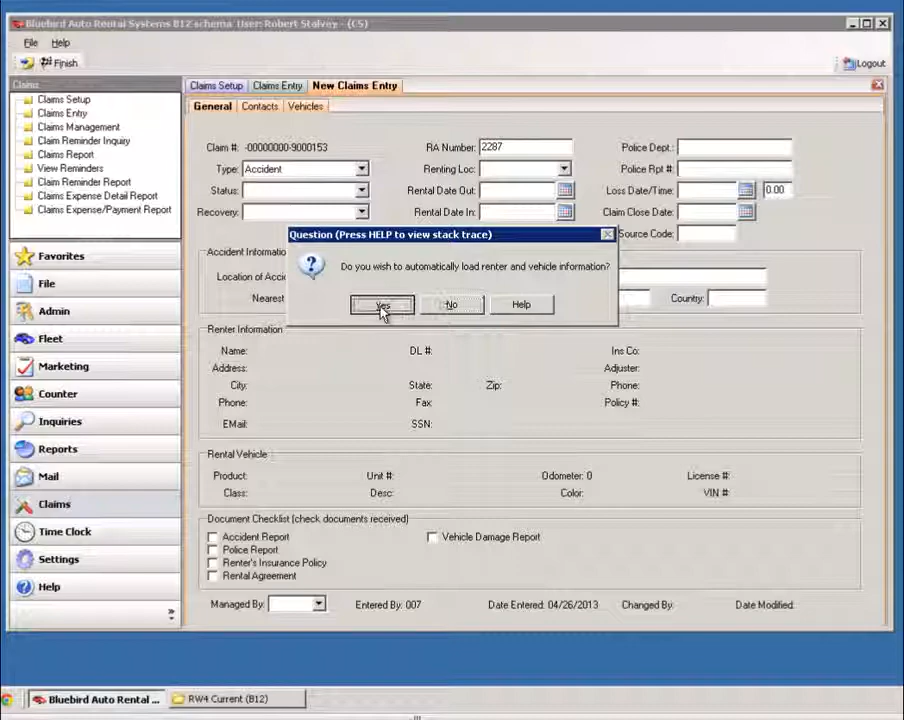 Bluebird Auto Rental Systems B12 schema User: Robert Stalvey - (CS)
File Help
Finish Logout
Claims
Claims Setup
Claims Entry
Claims Management
Claim Reminder Inquiry
Claims Report
View Reminders
Claim Reminder Report
Claims Expense Detail Report
Claims Expense/Payment Report
Favorites
File
Admin
Fleet
Marketing
Counter
Inquiries
Reports
Mail
Claims
Time Clock
Settings
Help
Claims Setup Claims Entry New Claims Entry
General Contacts Vehicles
Claim #: -00000000-9000153 RA Number: 2287 Police Dept.:
Type: Accident Renting Loc: Police Rpt #:
Status: Rental Date Out: Loss Date/Time: 0.00
Recovery: Rental Date In: Claim Close Date:
Source Code:
Question (Press HELP to view stack trace)
Do you wish to automatically load renter and vehicle information?
Yes No Help
Accident Informatio
Location of Acci
Nearest Country:
Renter Information
Name: DL #: Ins Co:
Address: Adjuster:
City: State: Zip: Phone:
Phone: Fax Policy #:
EMail: SSN:
Rental Vehicle
Product: Unit #: Odometer: 0 License #:
Class: Desc: Color: VIN #:
Document Checklist (check documents received)
Accident Report Vehicle Damage Report
Police Report
Renter's Insurance Policy
Rental Agreement
Managed By: Entered By: 007 Date Entered: 04/26/2013 Changed By: Date Modified:
Bluebird Auto Rental ... RW4 Current (B12)